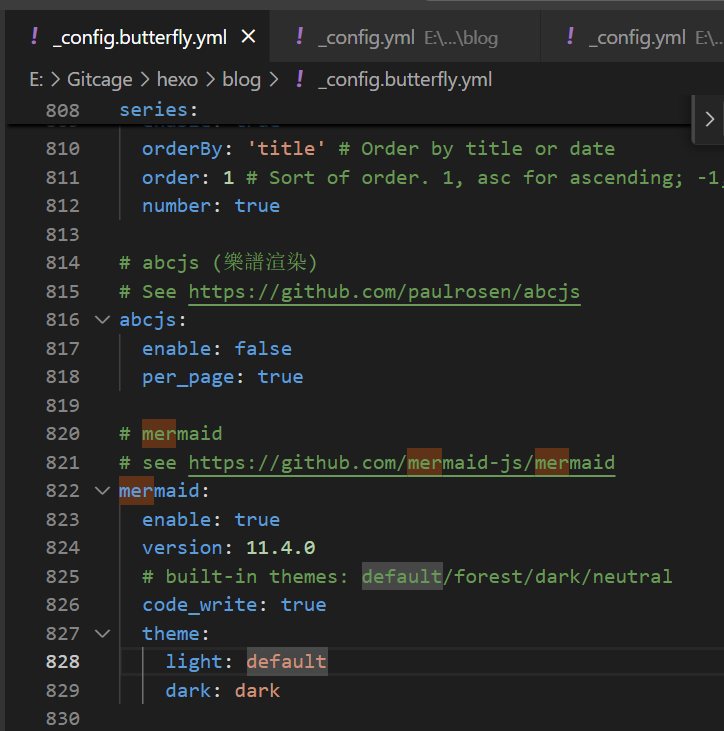 ! _config.butterfly.yml × ! _config.yml E:\...\blog ! _config.yml E:\...
E: > Gitcage > hexo > blog > ! _config.butterfly.yml
808 series:
810 orderBy: 'title' # Order by title or date
811 order: 1 # Sort of order. 1, asc for ascending; -1,
812 number: true
813
814 # abcjs (樂譜渲染)
815 # See https://github.com/paulrosen/abcjs
816 abcjs:
817 enable: false
818 per_page: true
819
820 # mermaid
821 # see https://github.com/mermaid-js/mermaid
822 mermaid:
823 enable: true
824 version: 11.4.0
825 # built-in themes: default/forest/dark/neutral
826 code_write: true
827 theme:
828 light: default
829 dark: dark
830